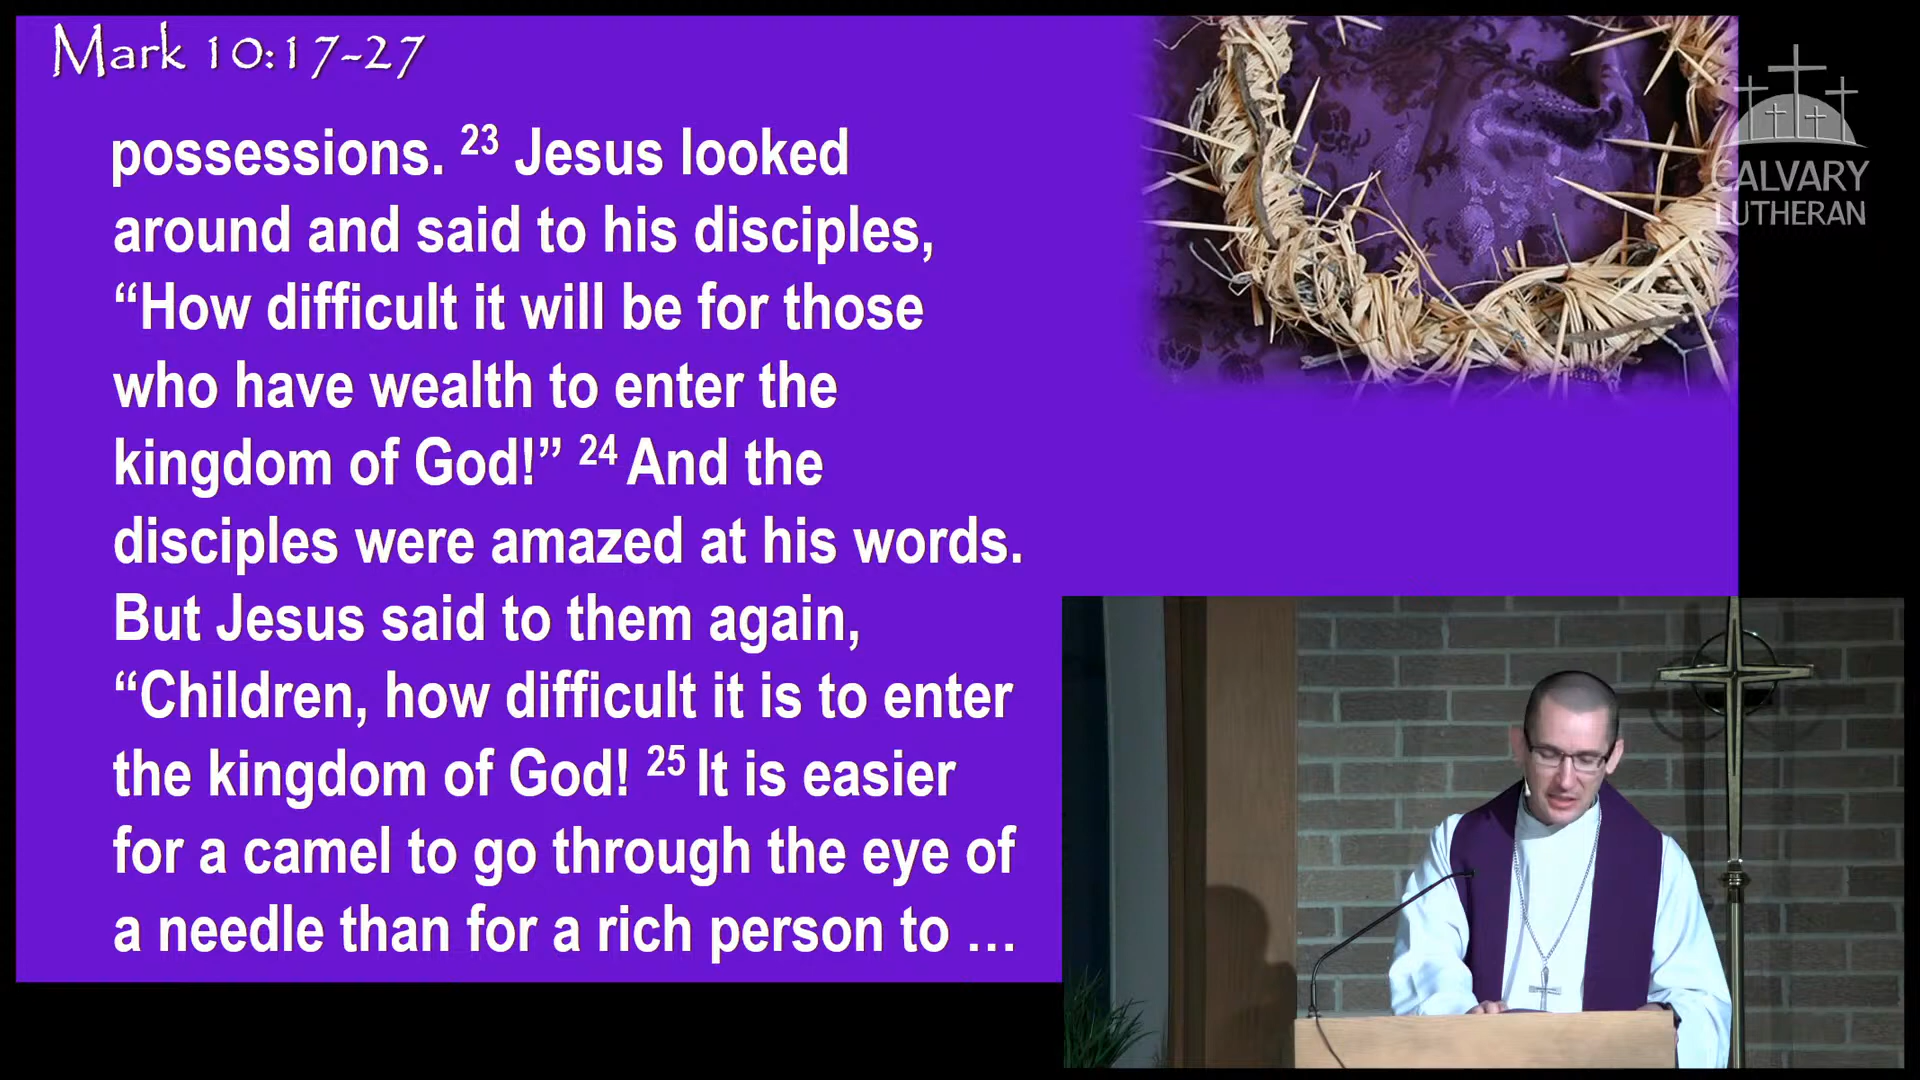 Mark 10:17-27
possessions. 23 Jesus looked
around and said to his disciples,
“How difficult it will be for those
who have wealth to enter the
kingdom of God!” 24 And the
disciples were amazed at his words.
But Jesus said to them again,
“Children, how difficult it is to enter
the kingdom of God! 25 It is easier
for a camel to go through the eye of
a needle than for a rich person to …
CALVARY
LUTHERAN